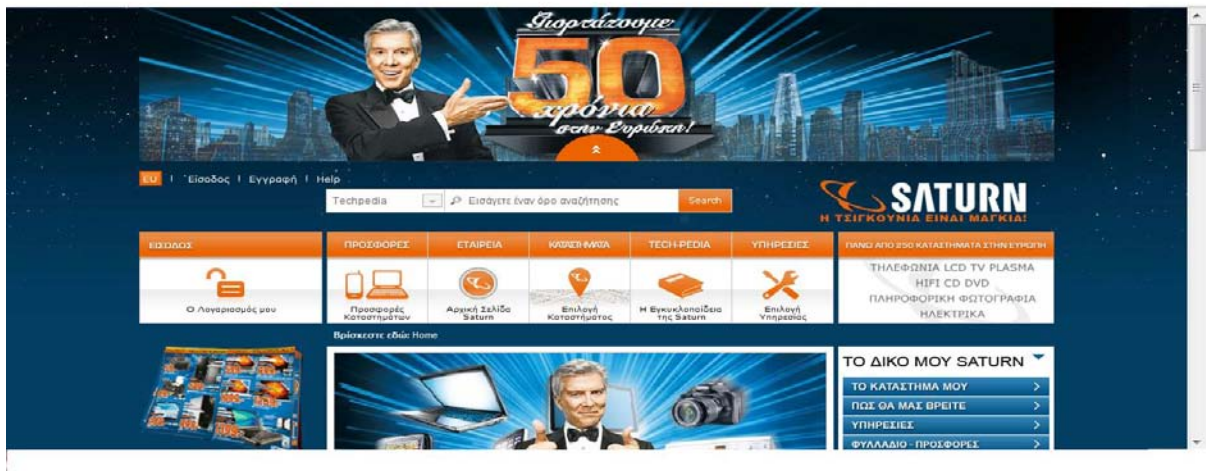 Γιορτάζουμε
50
χρόνια
στην Ευρώπη!
EU | Είσοδος | Εγγραφή | Help
Techpedia Εισάγετε έναν όρο αναζήτησης Search
SATURN
Η ΤΣΙΓΚΟΥΝΙΑ ΕΙΝΑΙ ΜΑΓΚΙΑ!
ΕΙΣΟΔΟΣ ΠΡΟΣΦΟΡΕΣ ΕΤΑΙΡΕΙΑ ΚΑΤΑΣΤΗΜΑΤΑ TECH-PEDIA ΥΠΗΡΕΣΙΕΣ ΠΑΝΩ ΑΠΟ 250 ΚΑΤΑΣΤΗΜΑΤΑ ΣΤΗΝ ΕΥΡΩΠΗ
Ο Λογαριασμός μου
Προσφορές
Καταστημάτων
Αρχική Σελίδα
Saturn
Επιλογή
Καταστήματος
Η Εγκυκλοπαίδεια
της Saturn
Επιλογή
Υπηρεσίας
ΤΗΛΕΦΩΝΙΑ LCD TV PLASMA
HIFI CD DVD
ΠΛΗΡΟΦΟΡΙΚΗ ΦΩΤΟΓΡΑΦΙΑ
ΗΛΕΚΤΡΙΚΑ
Βρίσκεστε εδώ: Home
ΤΟ ΔΙΚΟ ΜΟΥ SATURN
ΤΟ ΚΑΤΑΣΤΗΜΑ ΜΟΥ
ΠΩΣ ΘΑ ΜΑΣ ΒΡΕΙΤΕ
ΥΠΗΡΕΣΙΕΣ
ΦΥΛΛΑΔΙΟ - ΠΡΟΣΦΟΡΕΣ